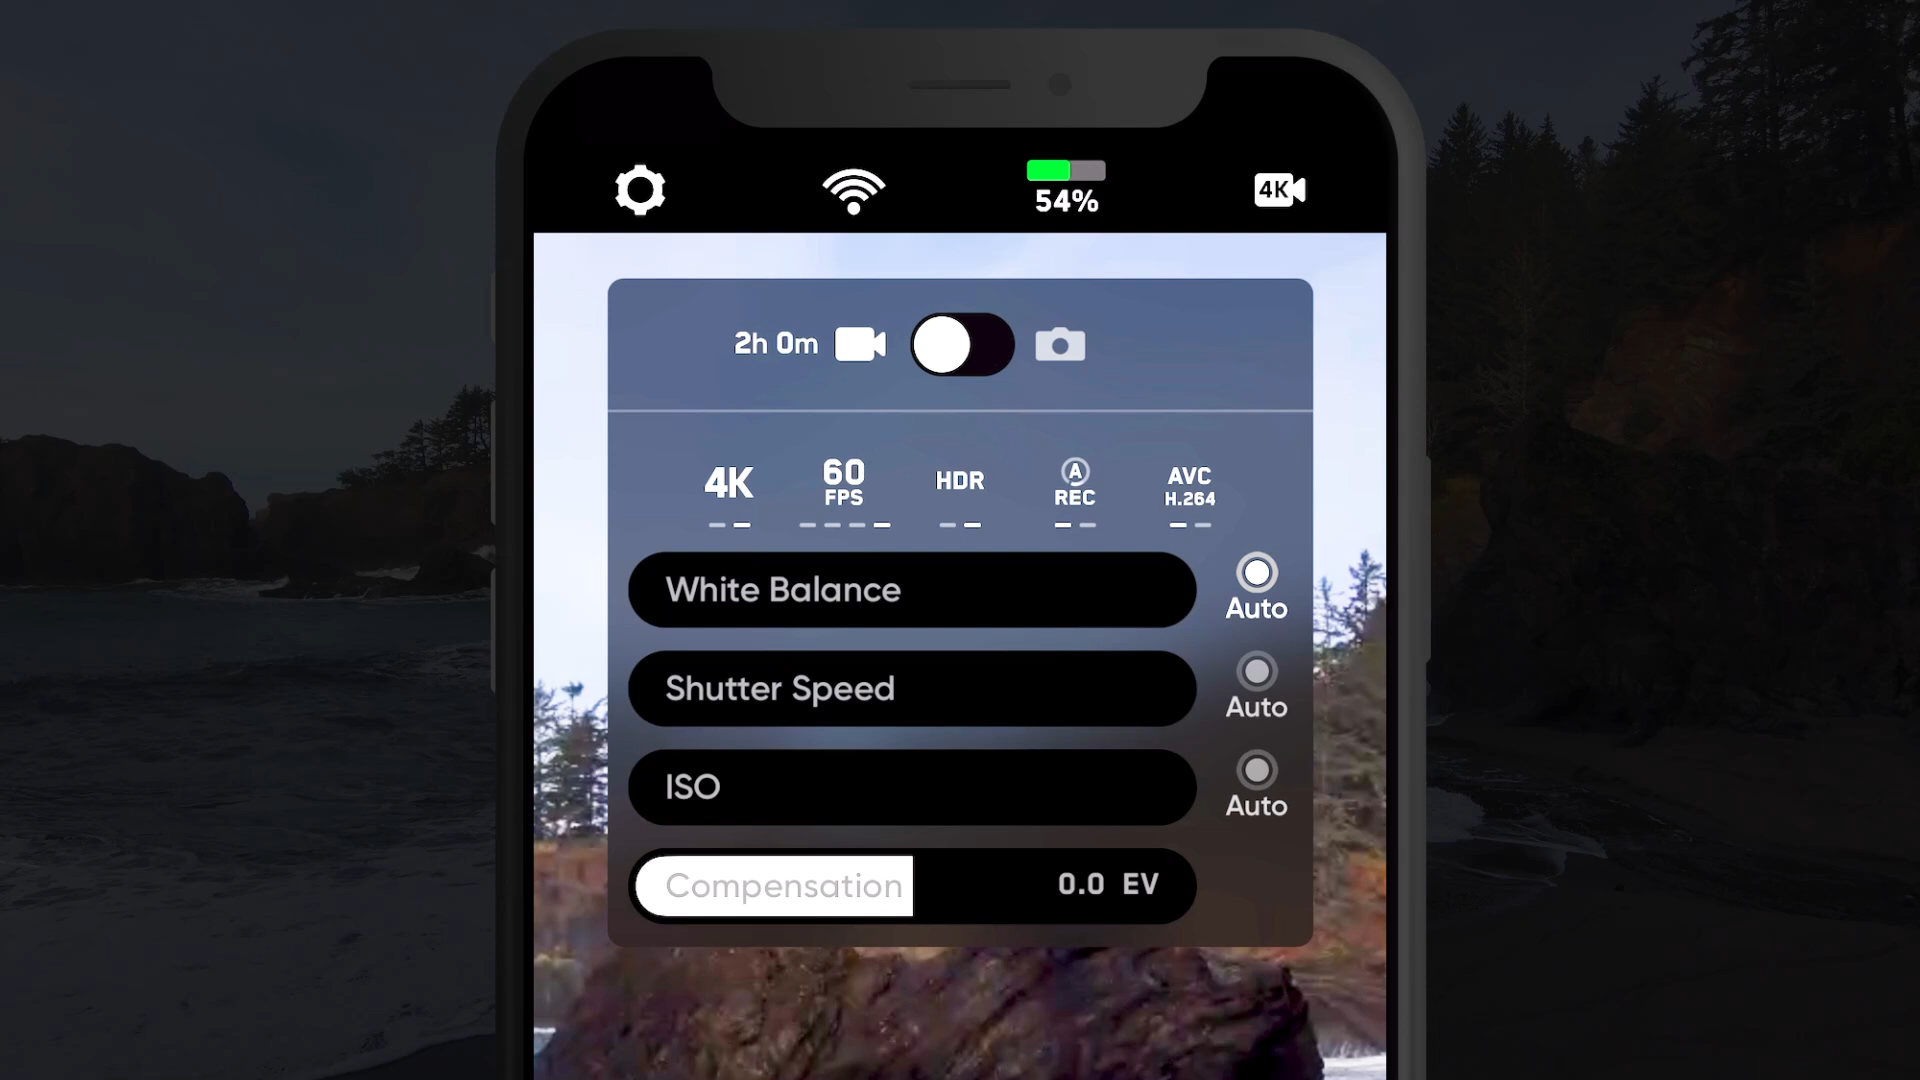 54%
4K
2h 0m
4K
60
FPS
HDR
A
REC
AVC
H.264
White Balance
Auto
Shutter Speed
Auto
ISO
Auto
Compensation
0.0 EV